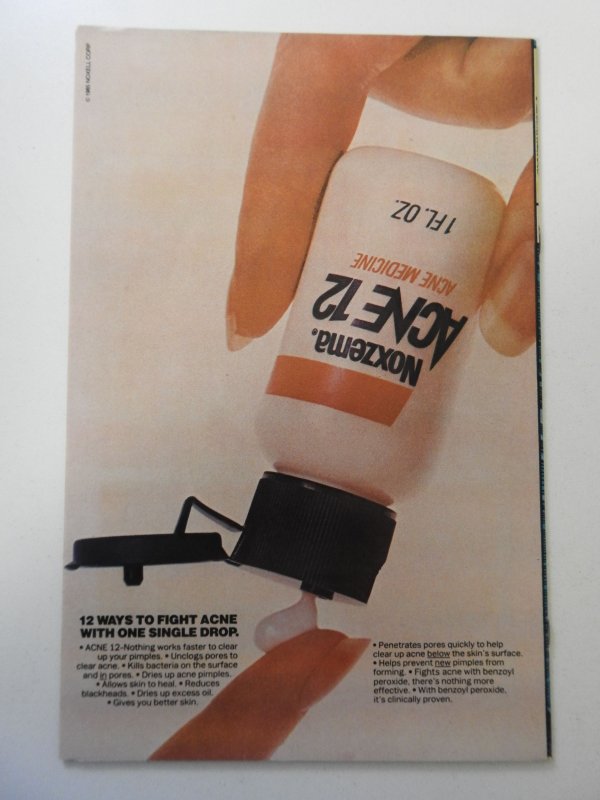 © 1985 NOXELL CORP
1 FL. OZ.
ACNE MEDICINE
ACNE 12
Noxzema.
12 WAYS TO FIGHT ACNE
WITH ONE SINGLE DROP.
• ACNE 12–Nothing works faster to clear
up your pimples. • Unclogs pores to
clear acne. • Kills bacteria on the surface
and in pores. • Dries up acne pimples.
• Allows skin to heal. • Reduces
blackheads. • Dries up excess oil.
• Gives you better skin.
• Penetrates pores quickly to help
clear up acne below the skin's surface.
• Helps prevent new pimples from
forming. • Fights acne with benzoyl
peroxide, there's nothing more
effective. • With benzoyl peroxide,
it's clinically proven.